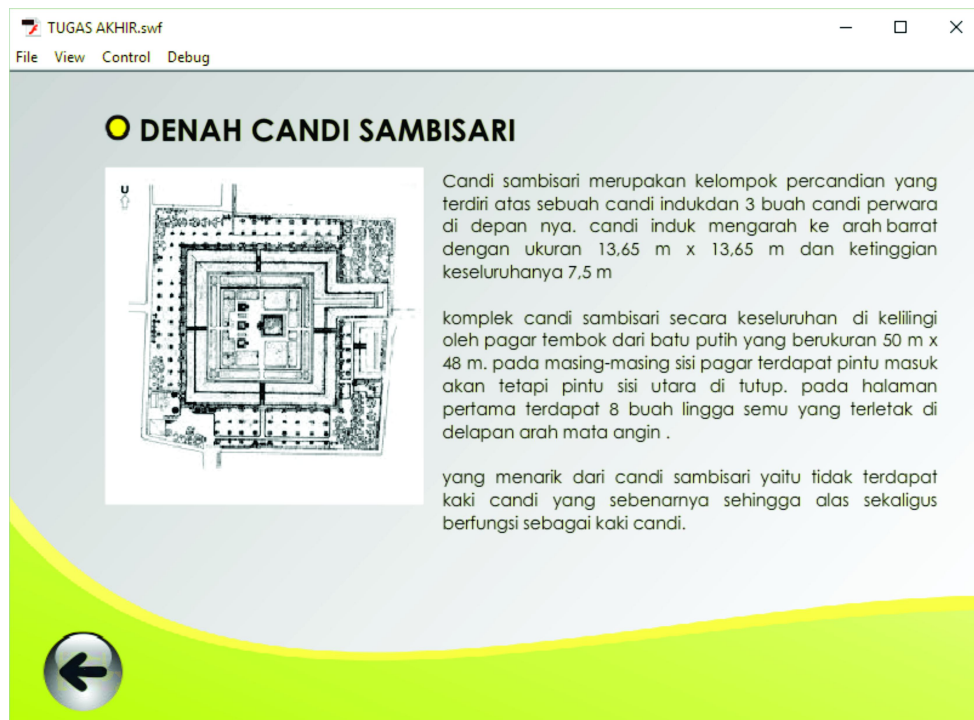 TUGAS AKHIR.swf
File View Control Debug
DENAH CANDI SAMBISARI
U
Candi sambisari merupakan kelompok percandian yang
terdiri atas sebuah candi indukdan 3 buah candi perwara
di depan nya. candi induk mengarah ke arah barrat
dengan ukuran 13,65 m x 13,65 m dan ketinggian
keseluruhanya 7,5 m
komplek candi sambisari secara keseluruhan di kelilingi
oleh pagar tembok dari batu putih yang berukuran 50 m x
48 m. pada masing-masing sisi pagar terdapat pintu masuk
akan tetapi pintu sisi utara di tutup. pada halaman
pertama terdapat 8 buah lingga semu yang terletak di
delapan arah mata angin .
yang menarik dari candi sambisari yaitu tidak terdapat
kaki candi yang sebenarnya sehingga alas sekaligus
berfungsi sebagai kaki candi.